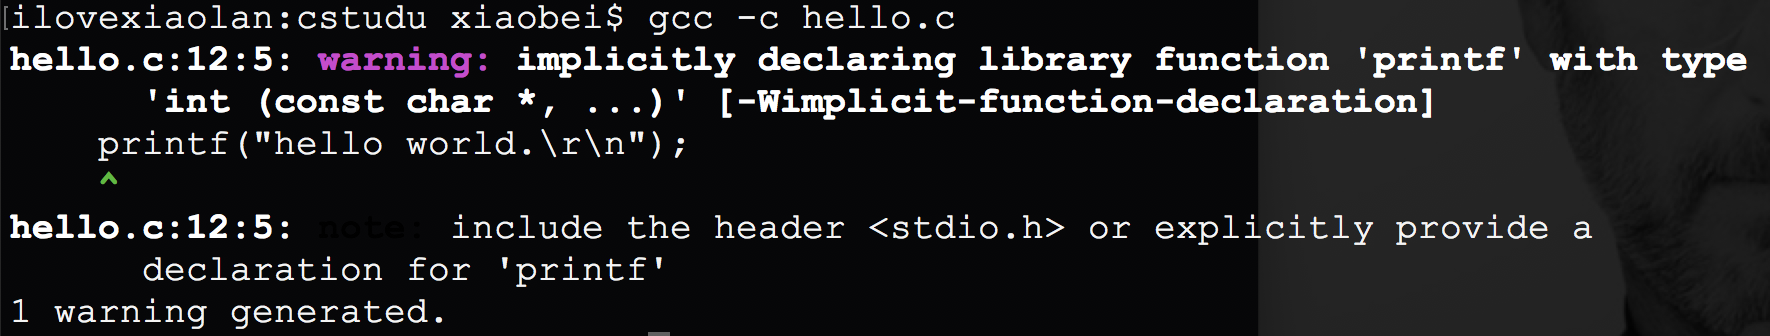 [ilovexiaolan:cstudu xiaobei$ gcc -c hello.c
hello.c:12:5: warning: implicitly declaring library function 'printf' with type
'int (const char *, ...)' [-Wimplicit-function-declaration]
printf("hello world.\r\n");
^
hello.c:12:5: note: include the header <stdio.h> or explicitly provide a
declaration for 'printf'
1 warning generated.